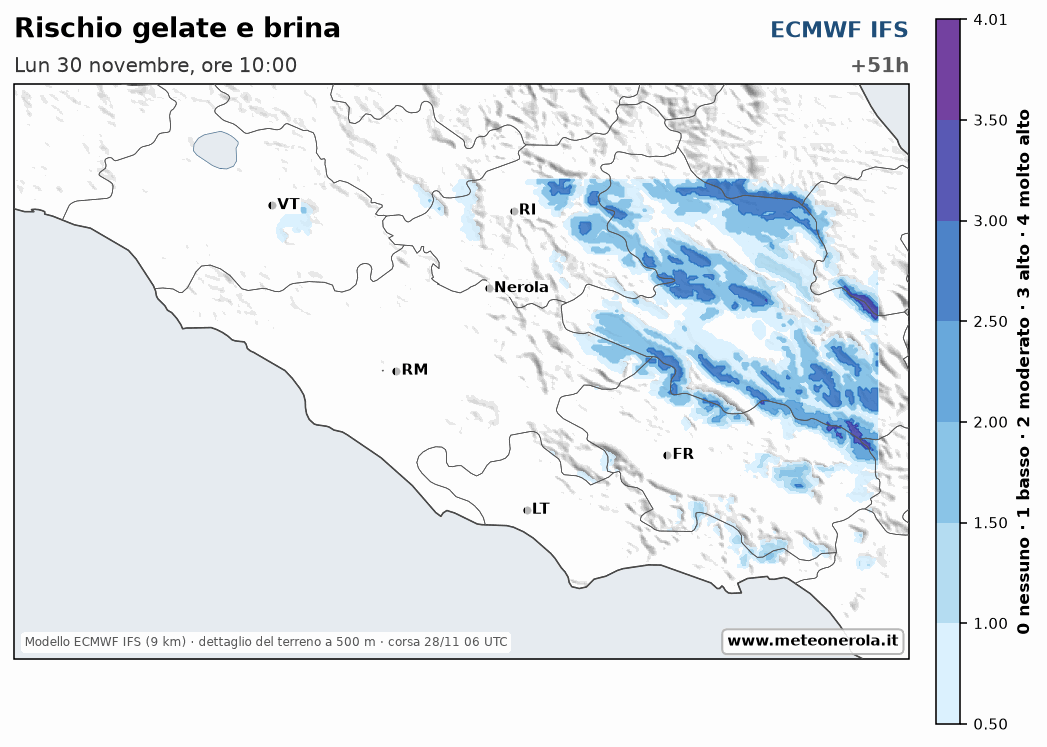 Rischio gelate e brina
ECMWF IFS
Lun 30 novembre, ore 10:00
+51h
VT
RI
Nerola
RM
FR
LT
Modello ECMWF IFS (9 km) · dettaglio del terreno a 500 m · corsa 28/11 06 UTC
www.meteonerola.it
4.01
3.50
3.00
2.50
2.00
1.50
1.00
0.50
0 nessuno · 1 basso · 2 moderato · 3 alto · 4 molto alto